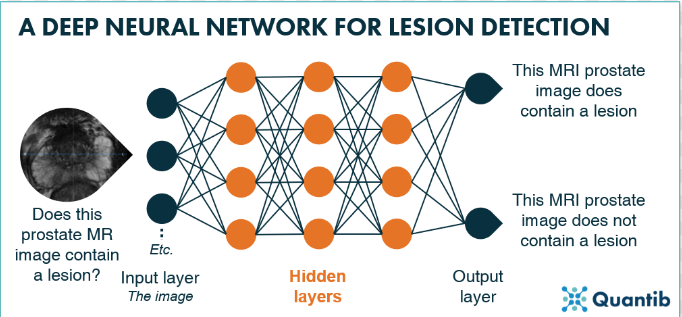 A DEEP NEURAL NETWORK FOR LESION DETECTION
Does this
prostate MR
image contain
a lesion?
Etc.
Input layer
The image
Hidden
layers
Output
layer
This MRI prostate
image does
contain a lesion
This MRI prostate
image does not
contain a lesion
Quantib